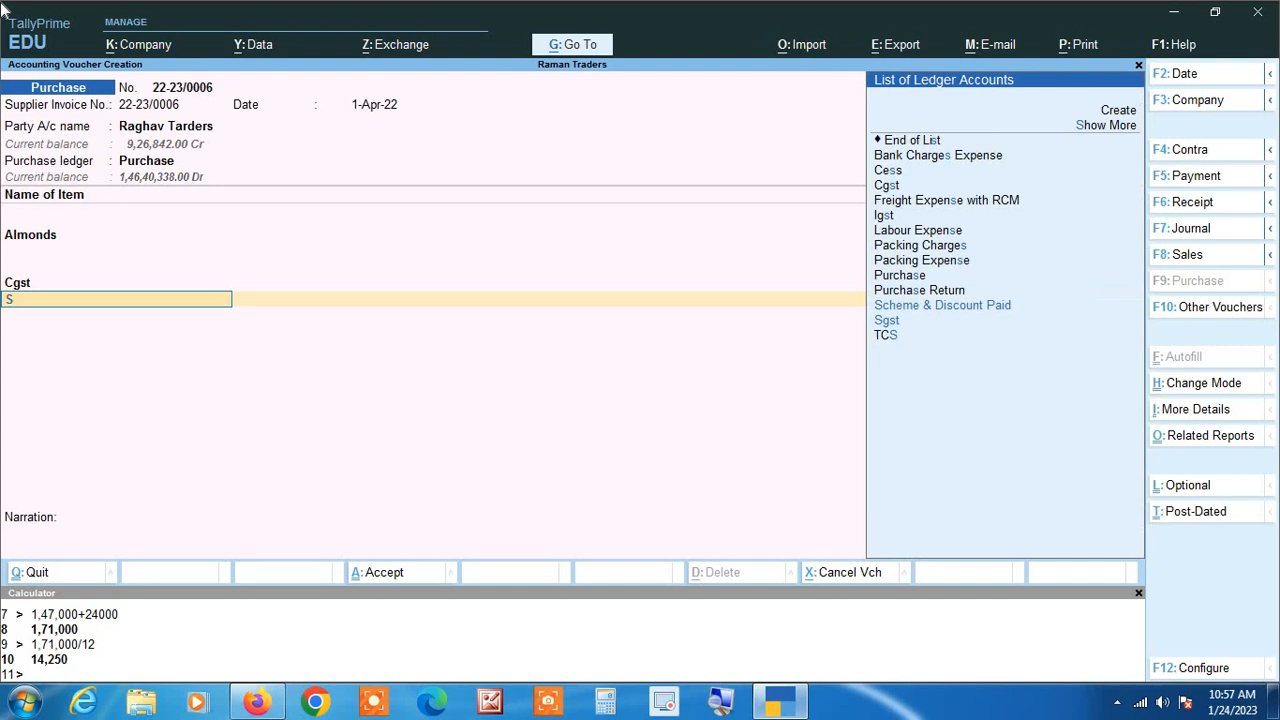 TallyPrime
EDU
MANAGE
K: Company
Y: Data
Z: Exchange
G: Go To
O: Import
E: Export
M: E-mail
P: Print
F1: Help
Accounting Voucher Creation
Raman Traders
Purchase No. 22-23/0006
Supplier Invoice No.: 22-23/0006 Date : 1-Apr-22
Party A/c name : Raghav Tarders
Current balance : 9,26,842.00 Cr
Purchase ledger : Purchase
Current balance : 1,46,40,338.00 Dr
Name of Item
Almonds
Cgst
S
Narration:
List of Ledger Accounts
Create
Show More
♦ End of List
Bank Charges Expense
Cess
Cgst
Freight Expense with RCM
Igst
Labour Expense
Packing Charges
Packing Expense
Purchase
Purchase Return
Scheme & Discount Paid
Sgst
TCS
F2: Date
F3: Company
F4: Contra
F5: Payment
F6: Receipt
F7: Journal
F8: Sales
F9: Purchase
F10: Other Vouchers
F: Autofill
H: Change Mode
I: More Details
O: Related Reports
L: Optional
T: Post-Dated
F12: Configure
Q: Quit
A: Accept
D: Delete
X: Cancel Vch
Calculator
7 > 1,47,000+24000
8 1,71,000
9 > 1,71,000/12
10 14,250
11>
10:57 AM
1/24/2023